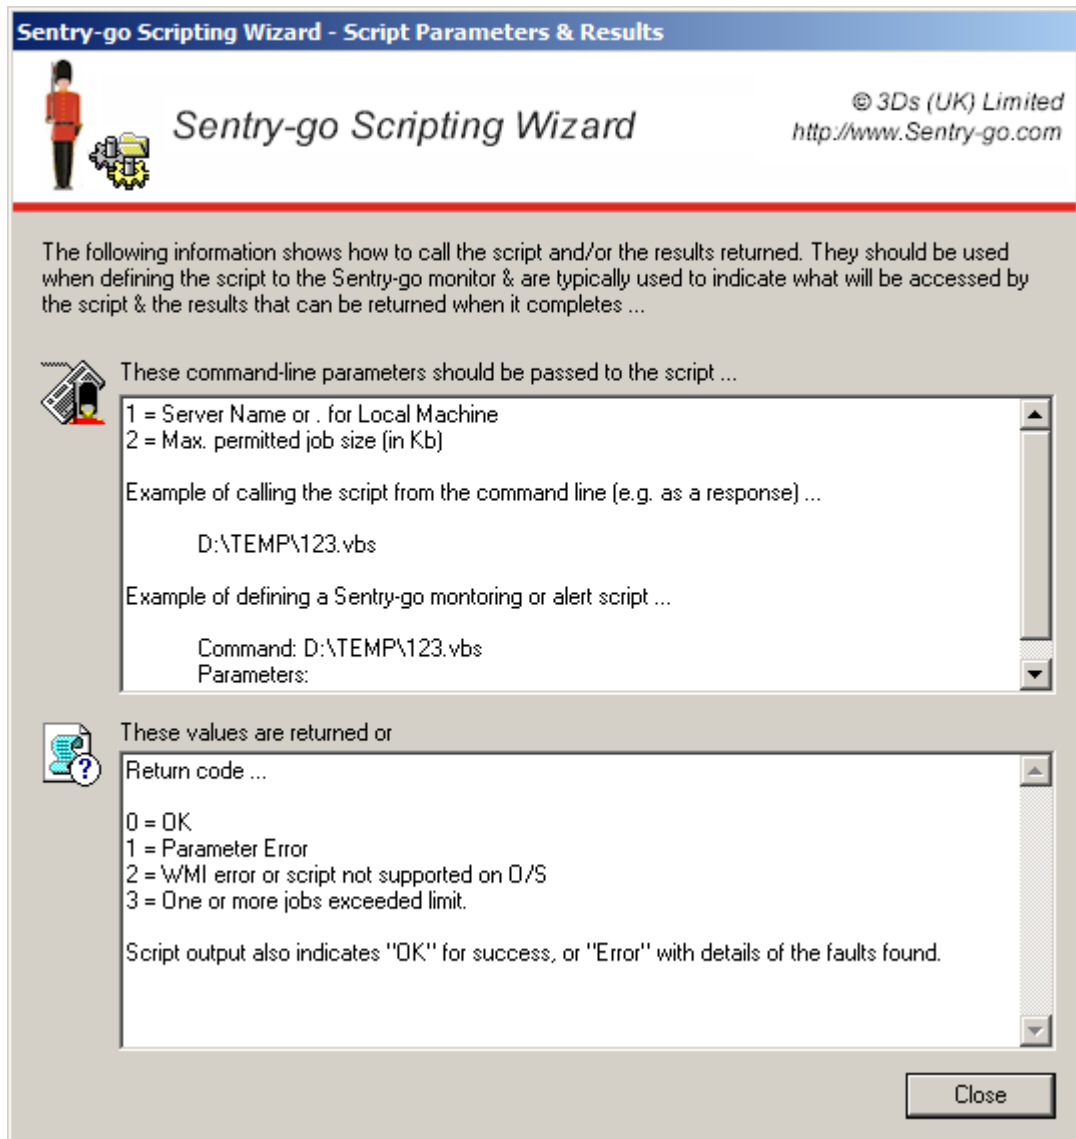 Sentry-go Scripting Wizard - Script Parameters & Results
Sentry-go Scripting Wizard
© 3Ds (UK) Limited
http://www.Sentry-go.com
The following information shows how to call the script and/or the results returned. They should be used
when defining the script to the Sentry-go monitor & are typically used to indicate what will be accessed by
the script & the results that can be returned when it completes ...
These command-line parameters should be passed to the script ...
1 = Server Name or . for Local Machine
2 = Max. permitted job size (in Kb)
Example of calling the script from the command line (e.g. as a response) ...
D:\TEMP\123.vbs
Example of defining a Sentry-go montoring or alert script ...
Command: D:\TEMP\123.vbs
Parameters:
These values are returned or
Return code ...
0 = OK
1 = Parameter Error
2 = WMI error or script not supported on O/S
3 = One or more jobs exceeded limit.
Script output also indicates "OK" for success, or "Error" with details of the faults found.
?
Close